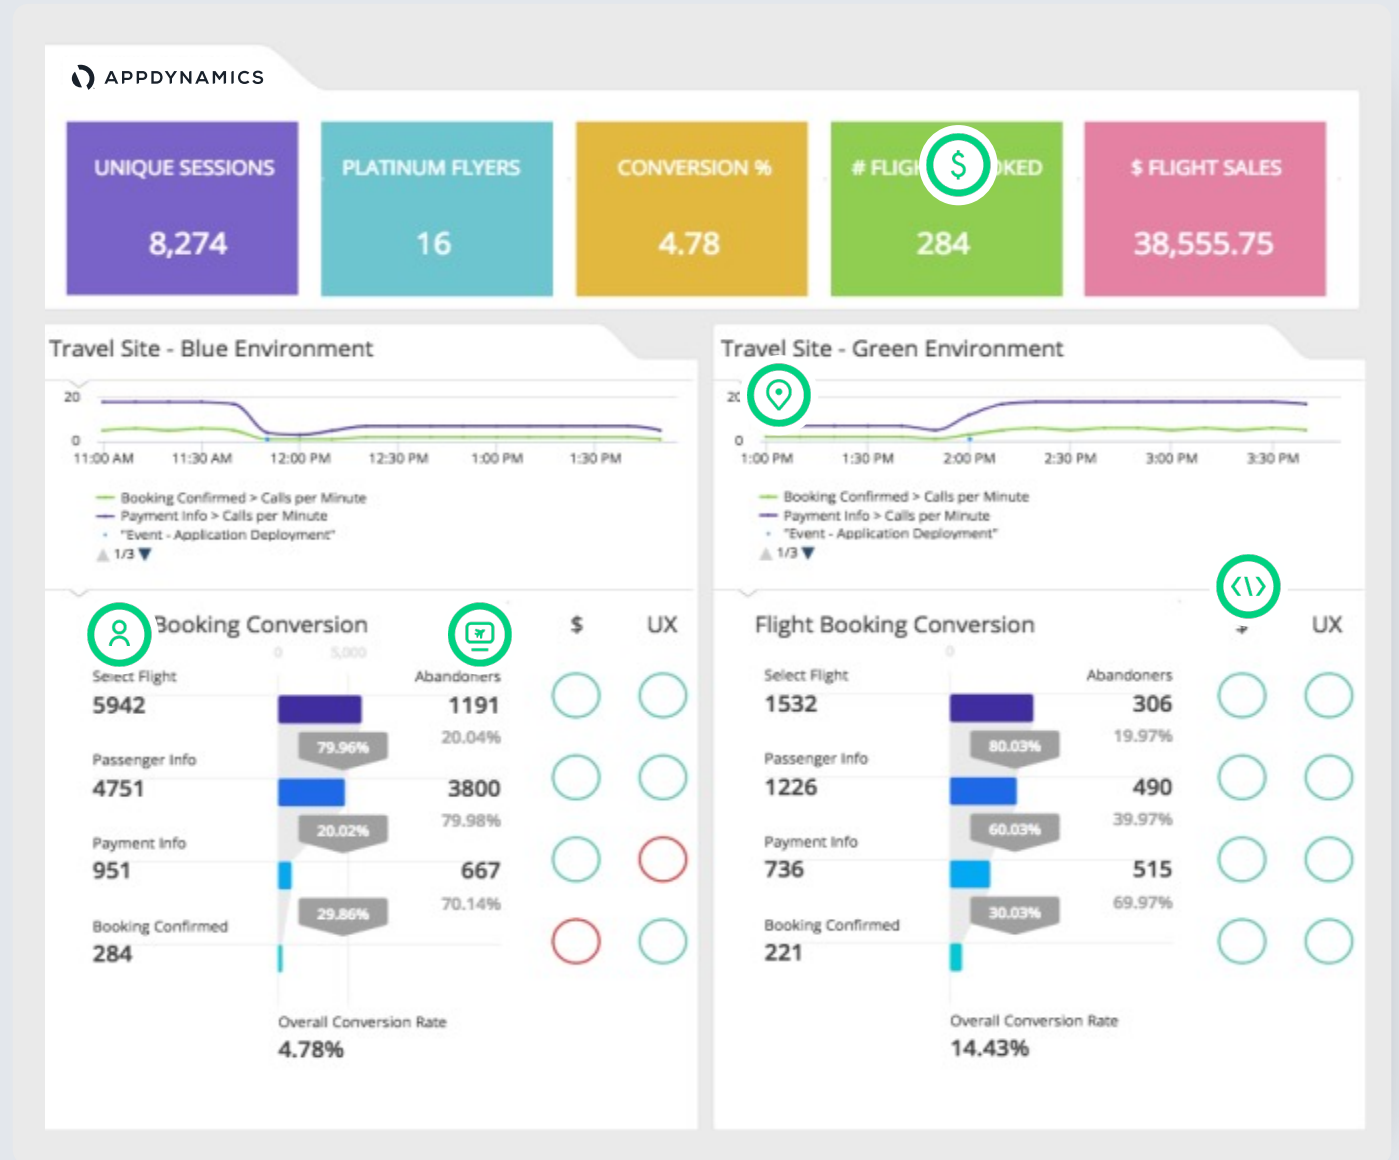 APPDYNAMICS
UNIQUE SESSIONS
8,274
PLATINUM FLYERS
16
CONVERSION %
4.78
# FLIGH
KED
$
284
$ FLIGHT SALES
38,555.75
Travel Site - Blue Environment
20
0
11:00 AM 11:30 AM 12:00 PM 12:30 PM 1:00 PM 1:30 PM
Booking Confirmed > Calls per Minute
Payment Info > Calls per Minute
"Event - Application Deployment"
1/3
Booking Conversion
$ UX
0 5,000
Select Flight
5942
Abandoners
1191
20.04%
79.96%
Passenger Info
4751
3800
79.98%
20.02%
Payment Info
951
667
70.14%
29.86%
Booking Confirmed
284
Overall Conversion Rate
4.78%
Travel Site - Green Environment
0
1:00 PM 1:30 PM 2:00 PM 2:30 PM 3:00 PM 3:30 PM
Booking Confirmed > Calls per Minute
Payment Info > Calls per Minute
"Event - Application Deployment"
1/3
Flight Booking Conversion
UX
0
Select Flight
1532
Abandoners
306
19.97%
80.03%
Passenger Info
1226
490
39.97%
60.03%
Payment Info
736
515
69.97%
30.03%
Booking Confirmed
221
Overall Conversion Rate
14.43%